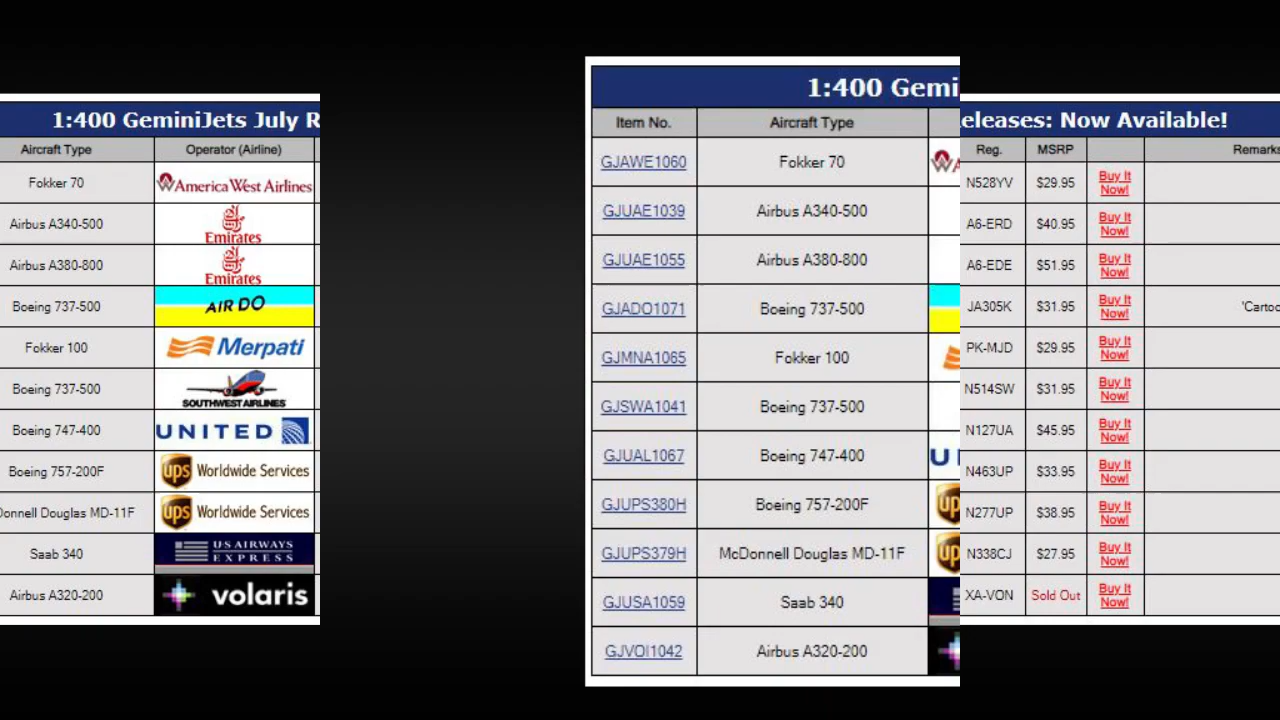 1:400 GeminiJets July R
Aircraft Type Operator (Airline)
Fokker 70 America West Airlines
Airbus A340-500 Emirates
Airbus A380-800 Emirates
Boeing 737-500 AIR DO
Fokker 100 Merpati
Boeing 737-500 SOUTHWEST AIRLINES
Boeing 747-400 UNITED
Boeing 757-200F ups Worldwide Services
Donnell Douglas MD-11F ups Worldwide Services
Saab 340 US AIRWAYS EXPRESS
Airbus A320-200 volaris
1:400 Gemi
Item No. Aircraft Type
GJAWE1060 Fokker 70
GJUAE1039 Airbus A340-500
GJUAE1055 Airbus A380-800
GJADO1071 Boeing 737-500
GJMNA1065 Fokker 100
GJSWA1041 Boeing 737-500
GJUAL1067 Boeing 747-400 U
GJUPS380H Boeing 757-200F
GJUPS379H McDonnell Douglas MD-11F
GJUSA1059 Saab 340
GJVOI1042 Airbus A320-200
eleases: Now Available!
Reg. MSRP Remarks
N528YV $29.95 Buy It Now!
A6-ERD $40.95 Buy It Now!
A6-EDE $51.95 Buy It Now!
JA305K $31.95 Buy It Now! 'Cartoo
PK-MJD $29.95 Buy It Now!
N514SW $31.95 Buy It Now!
N127UA $45.95 Buy It Now!
N463UP $33.95 Buy It Now!
N277UP $38.95 Buy It Now!
N338CJ $27.95 Buy It Now!
XA-VON Sold Out Buy It Now!